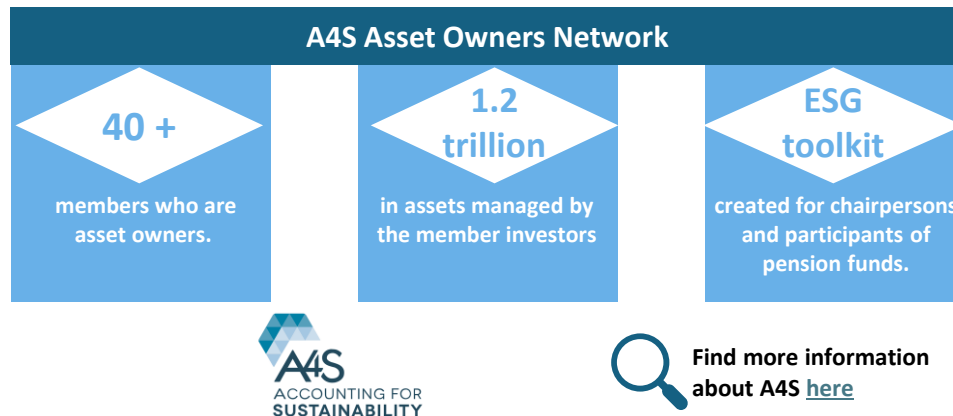 A4S Asset Owners Network
40 +
members who are
asset owners.
1.2
trillion
in assets managed by
the member investors
ESG
toolkit
created for chairpersons
and participants of
pension funds.
A4S
ACCOUNTING FOR
SUSTAINABILITY
Find more information
about A4S here